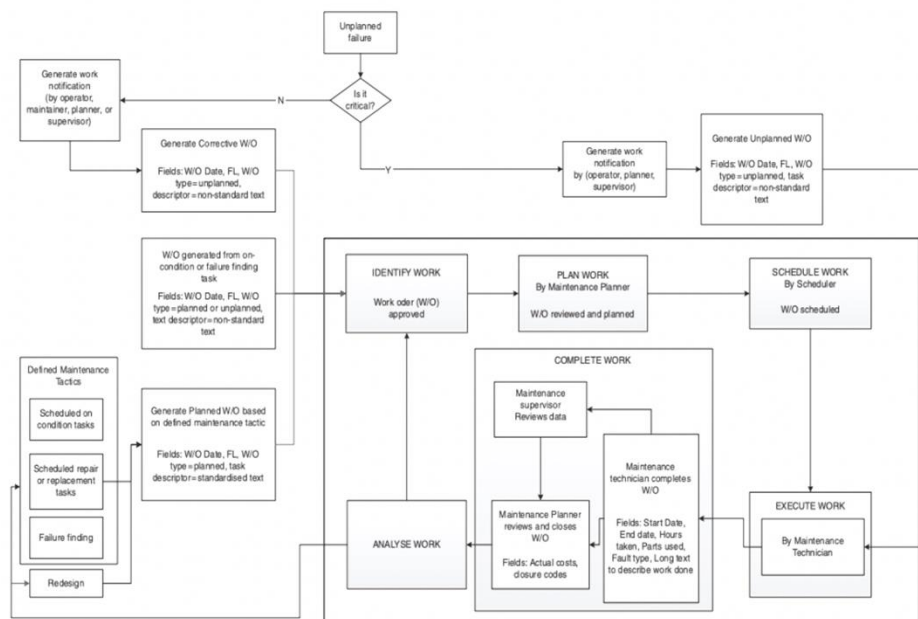 Unplanned
failure
Is it
critical?
N
Y
Generate work
notification
(by operator,
maintainer, planner, or
supervisor)
Generate Corrective W/O
Fields: W/O Date, FL, W/O
type=unplanned,
descriptor=non-standard text
Generate work
notification
by (operator, planner,
supervisor)
Generate Unplanned W/O
Fields: W/O Date, FL, W/O
type=unplanned, task
descriptor=non-standard
text
W/O generated from on-
condition or failure finding
task
Fields: W/O Date, FL, W/O
type=planned or unplanned,
text descriptor=non-standard
text
IDENTIFY WORK
Work oder (W/O)
approved
PLAN WORK
By Maintenance Planner
W/O reviewed and planned
SCHEDULE WORK
By Scheduler
W/O scheduled
Defined Maintenance
Tactics
Scheduled on
condition tasks
Scheduled repair
or replacement
tasks
Failure finding
Redesign
Generate Planned W/O based
on defined maintenance tactic
Fields: W/O Date, FL, W/O
type=planned, task
descriptor=standardised text
COMPLETE WORK
Maintenance
supervisor
Reviews data
Maintenance
technician completes
W/O
Fields: Start Date,
End date, Hours
taken, Parts used,
Fault type, Long text
to describe work done
Maintenance Planner
reviews and closes
W/O
Fields: Actual costs,
closure codes
ANALYSE WORK
EXECUTE WORK
By Maintenance
Technician